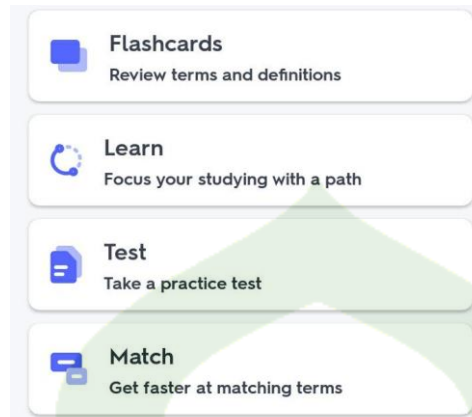 Flashcards
Review terms and definitions
Learn
Focus your studying with a path
Test
Take a practice test
Match
Get faster at matching terms